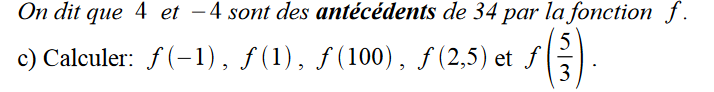 On dit que 4 et −4 sont des antécédents de 34 par la fonction f.
c) Calculer: f(−1), f(1), f(100), f(2,5) et f(5/3).